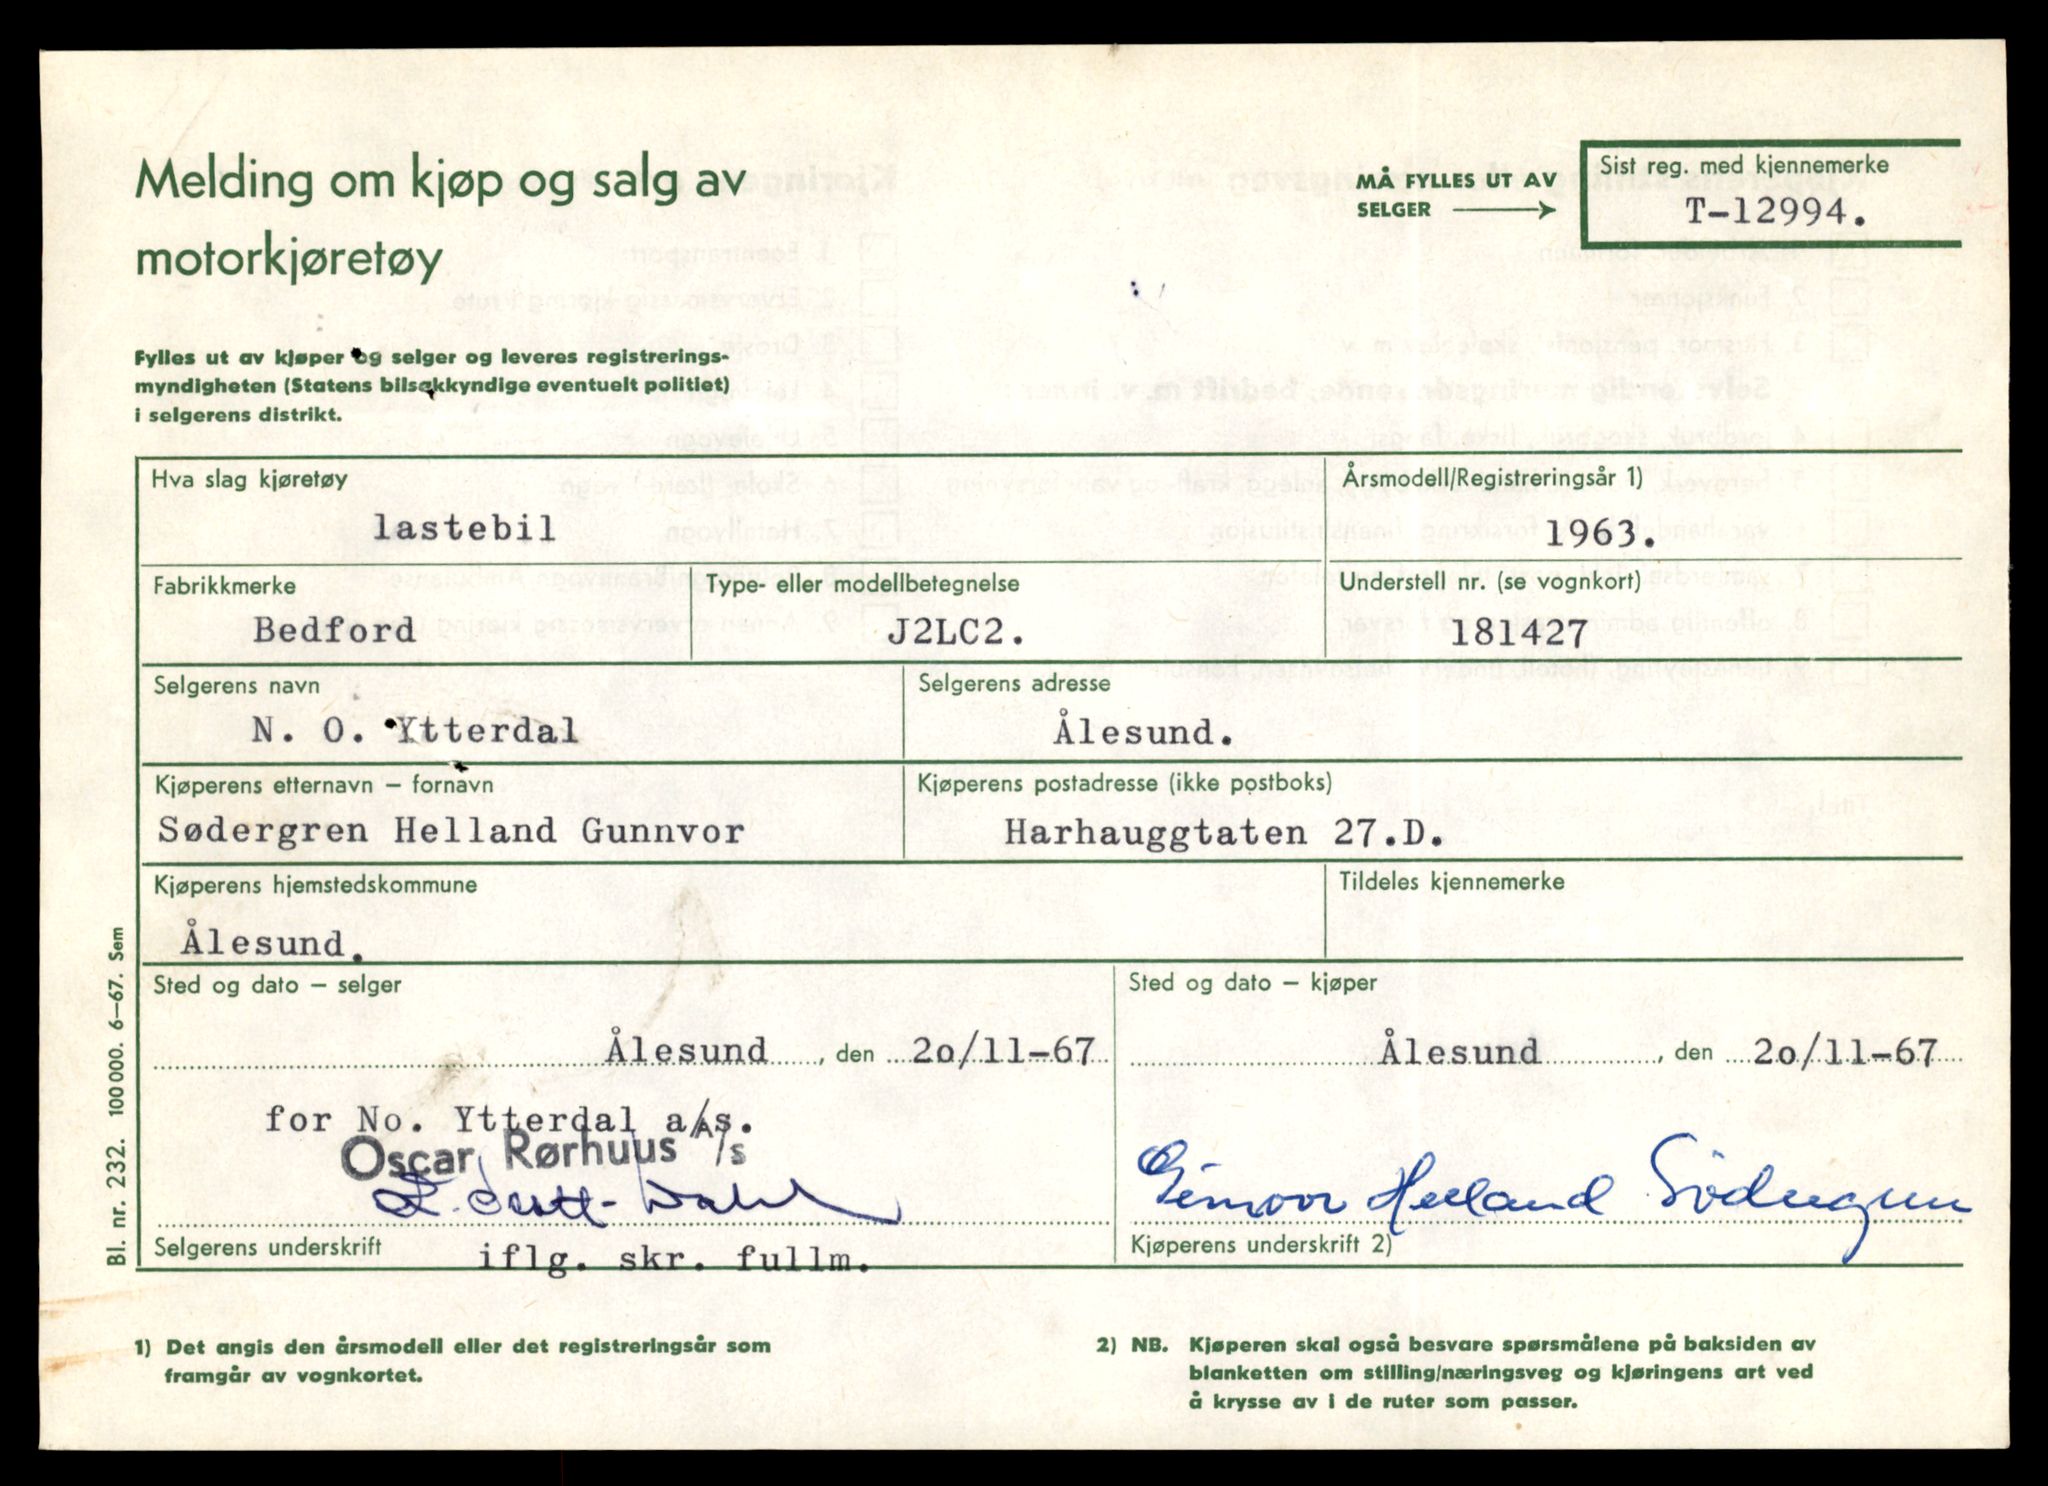 Melding om kjøp og salg av
motorkjøretøy
MÅ FYLLES UT AV
SELGER
Sist reg. med kjennemerke
T-12994.
Fylles ut av kjøper og selger og leveres registrerings-
myndigheten (Statens bilsakkyndige eventuelt politiet)
i selgerens distrikt.
Hva slag kjøretøy
lastebil
Årsmodell/Registreringsår 1)
1963.
Fabrikkmerke
Bedford
Type- eller modellbetegnelse
J2LC2.
Understell nr. (se vognkort)
181427
Selgerens navn
N. O. Ytterdal
Selgerens adresse
Ålesund.
Kjøperens etternavn – fornavn
Sødergren Helland Gunnvor
Kjøperens postadresse (ikke postboks)
Harhauggtaten 27.D.
Kjøperens hjemstedskommune
Ålesund.
Tildeles kjennemerke
Sted og dato – selger
Ålesund, den 2o/11-67
Sted og dato – kjøper
Ålesund, den 2o/11-67
for No. Ytterdal a/s.
Oscar Rørhuus A/s
Selgerens underskrift
iflg. skr. fullm.
Helland
Kjøperens underskrift 2)
Bl. nr. 232. 100 000. 6–67. Sem
1) Det angis den årsmodell eller det registreringsår som
framgår av vognkortet.
2) NB. Kjøperen skal også besvare spørsmålene på baksiden av
blanketten om stilling/næringsveg og kjøringens art ved
å krysse av i de ruter som passer.